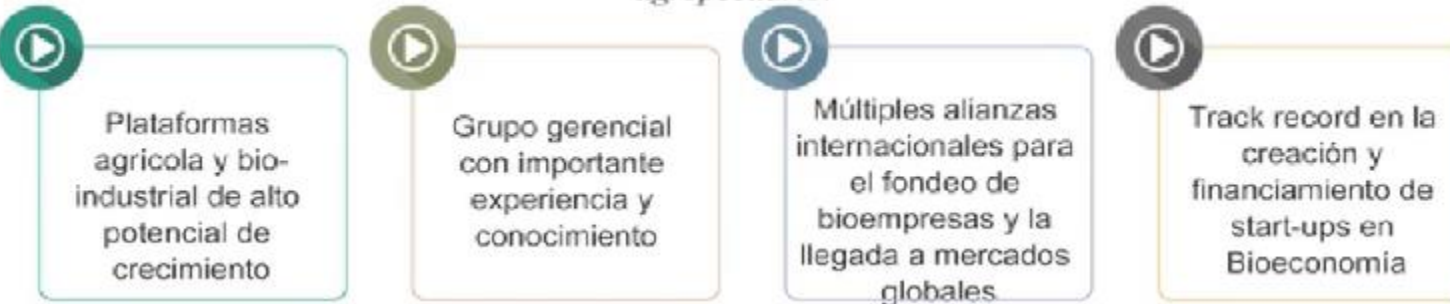 Plataformas
agrícola y bio-
industrial de alto
potencial de
crecimiento
Grupo gerencial
con importante
experiencia y
conocimiento
Múltiples alianzas
internacionales para
el fondeo de
bioempresas y la
llegada a mercados
globales
Track record en la
creación y
financiamiento de
start-ups en
Bioeconomía